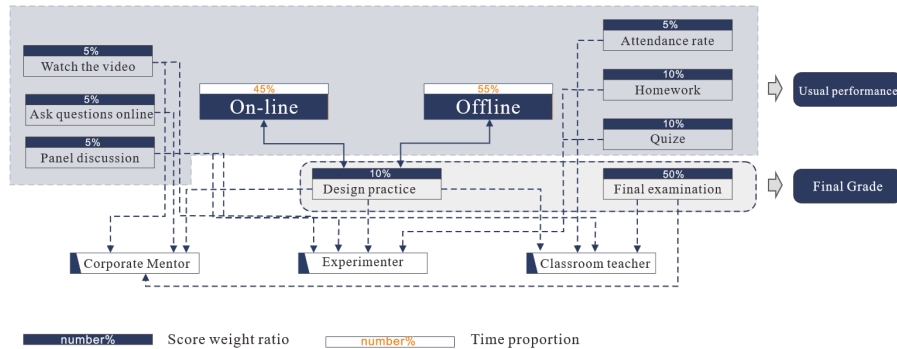 5%
Watch the video
5%
Ask questions online
5%
Panel discussion
45%
On-line
55%
Offline
5%
Attendance rate
10%
Homework
10%
Quize
Usual performance
10%
Design practice
50%
Final examination
Final Grade
Corporate Mentor
Experimenter
Classroom teacher
number% Score weight ratio
number% Time proportion